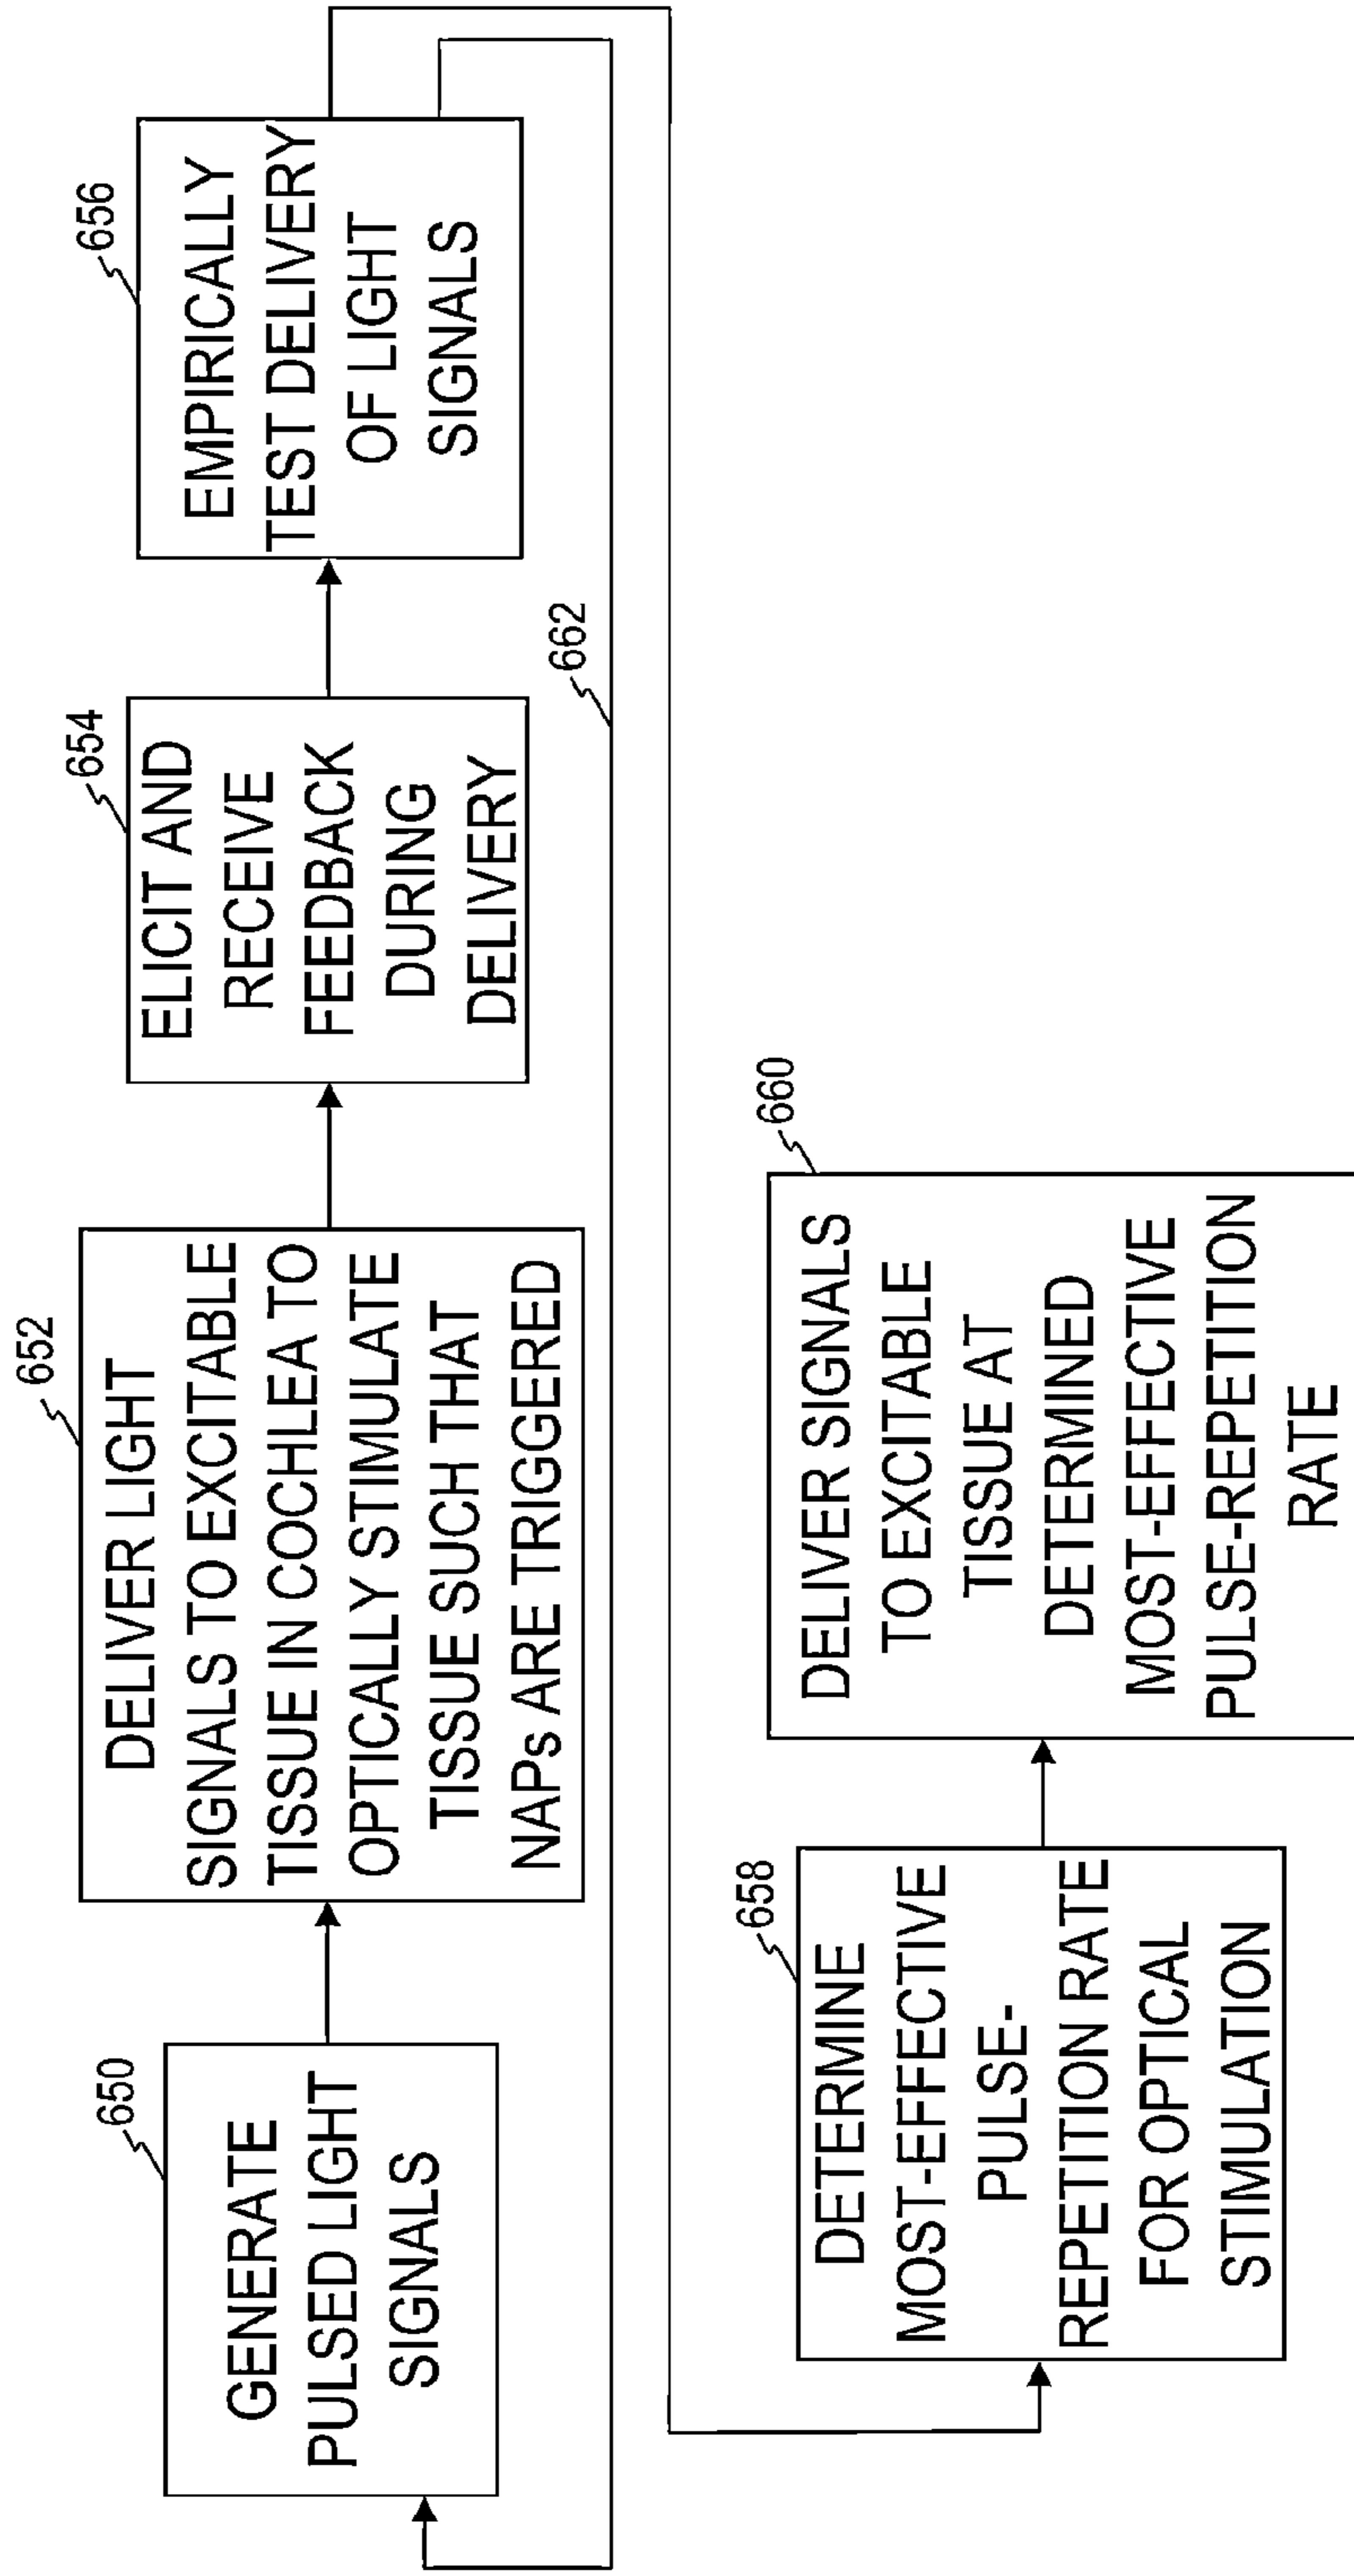 650
GENERATE
PULSED LIGHT
SIGNALS
652
DELIVER LIGHT
SIGNALS TO EXCITABLE
TISSUE IN COCHLEA TO
OPTICALLY STIMULATE
TISSUE SUCH THAT
NAPs ARE TRIGGERED
654
ELICIT AND
RECEIVE
FEEDBACK
DURING
DELIVERY
656
EMPIRICALLY
TEST DELIVERY
OF LIGHT
SIGNALS
662
658
DETERMINE
MOST-EFFECTIVE
PULSE-
REPETITION RATE
FOR OPTICAL
STIMULATION
660
DELIVER SIGNALS
TO EXCITABLE
TISSUE AT
DETERMINED
MOST-EFFECTIVE
PULSE-REPETITION
RATE